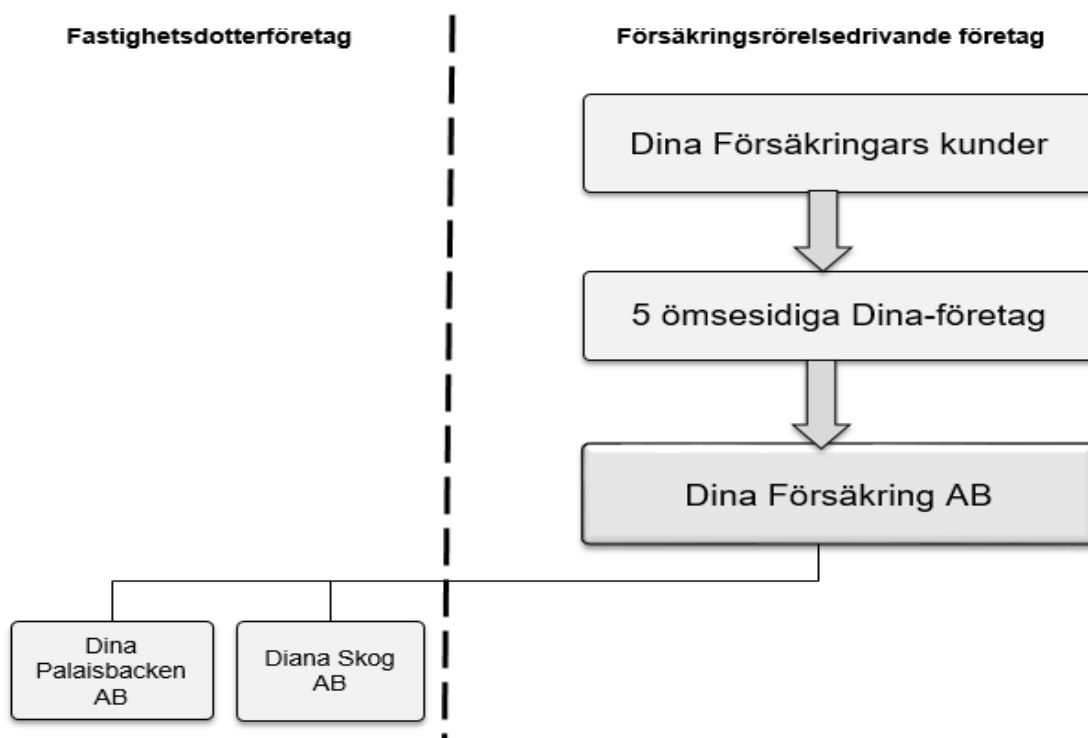 Fastighetsdotterföretag
Försäkringsrörelsedrivande företag
Dina Försäkringars kunder
5 ömsesidiga Dina-företag
Dina Försäkring AB
Dina
Palaisbacken
AB
Diana Skog
AB